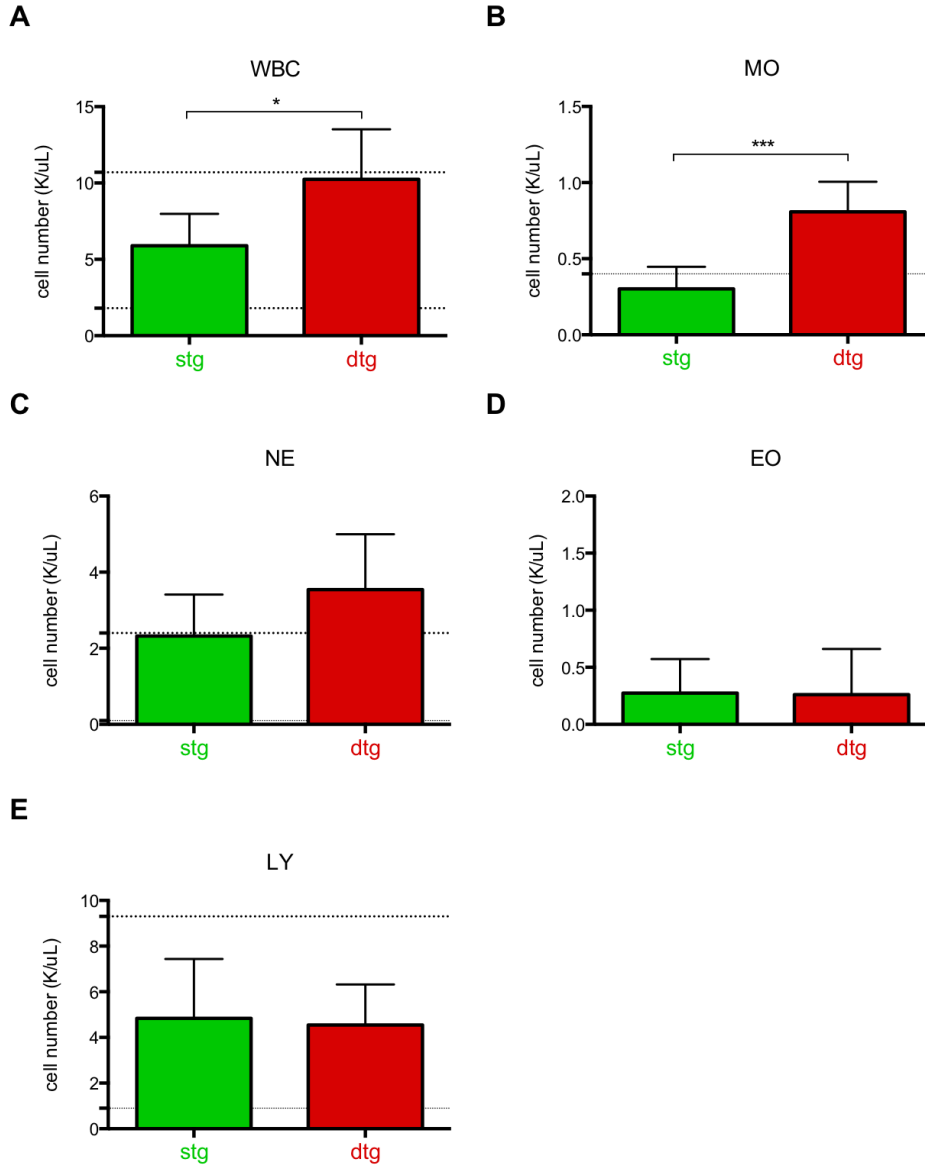 A
WBC
*
cell number (K/uL)
15
10
5
0
stg
dtg
B
MO
***
cell number (K/uL)
1.5
1.0
0.5
0.0
stg
dtg
C
NE
cell number (K/uL)
6
4
2
0
stg
dtg
D
EO
cell number (K/uL)
2.0
1.5
1.0
0.5
0.0
stg
dtg
E
LY
cell number (K/uL)
10
8
6
4
2
0
stg
dtg